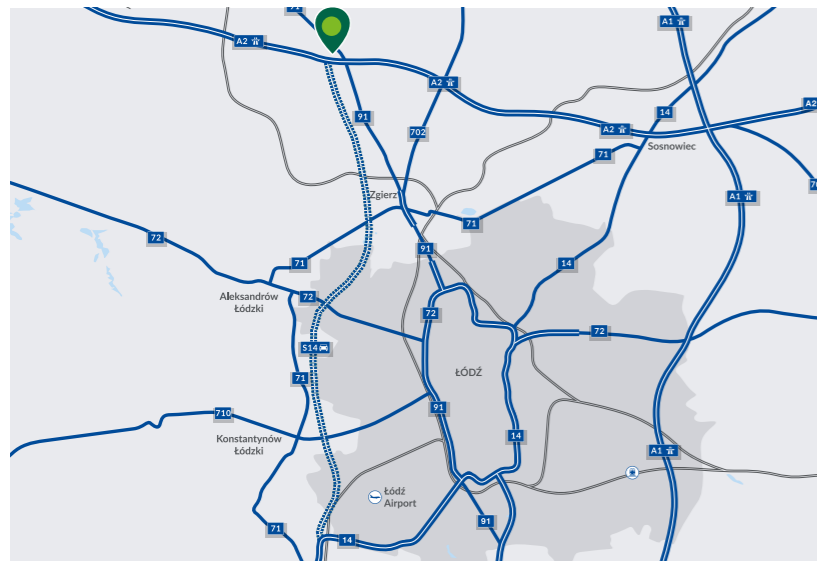 71
A2
A1
A2
A2
14
A2
91
702
71
Sosnowiec
Zgierz
A1
71
72
91
71
14
Aleksandrów
Łódzki
72
72
72
S14
ŁÓDŹ
71
710
91
Konstantynów
Łódzki
14
A1
Łódź
Airport
91
71
14